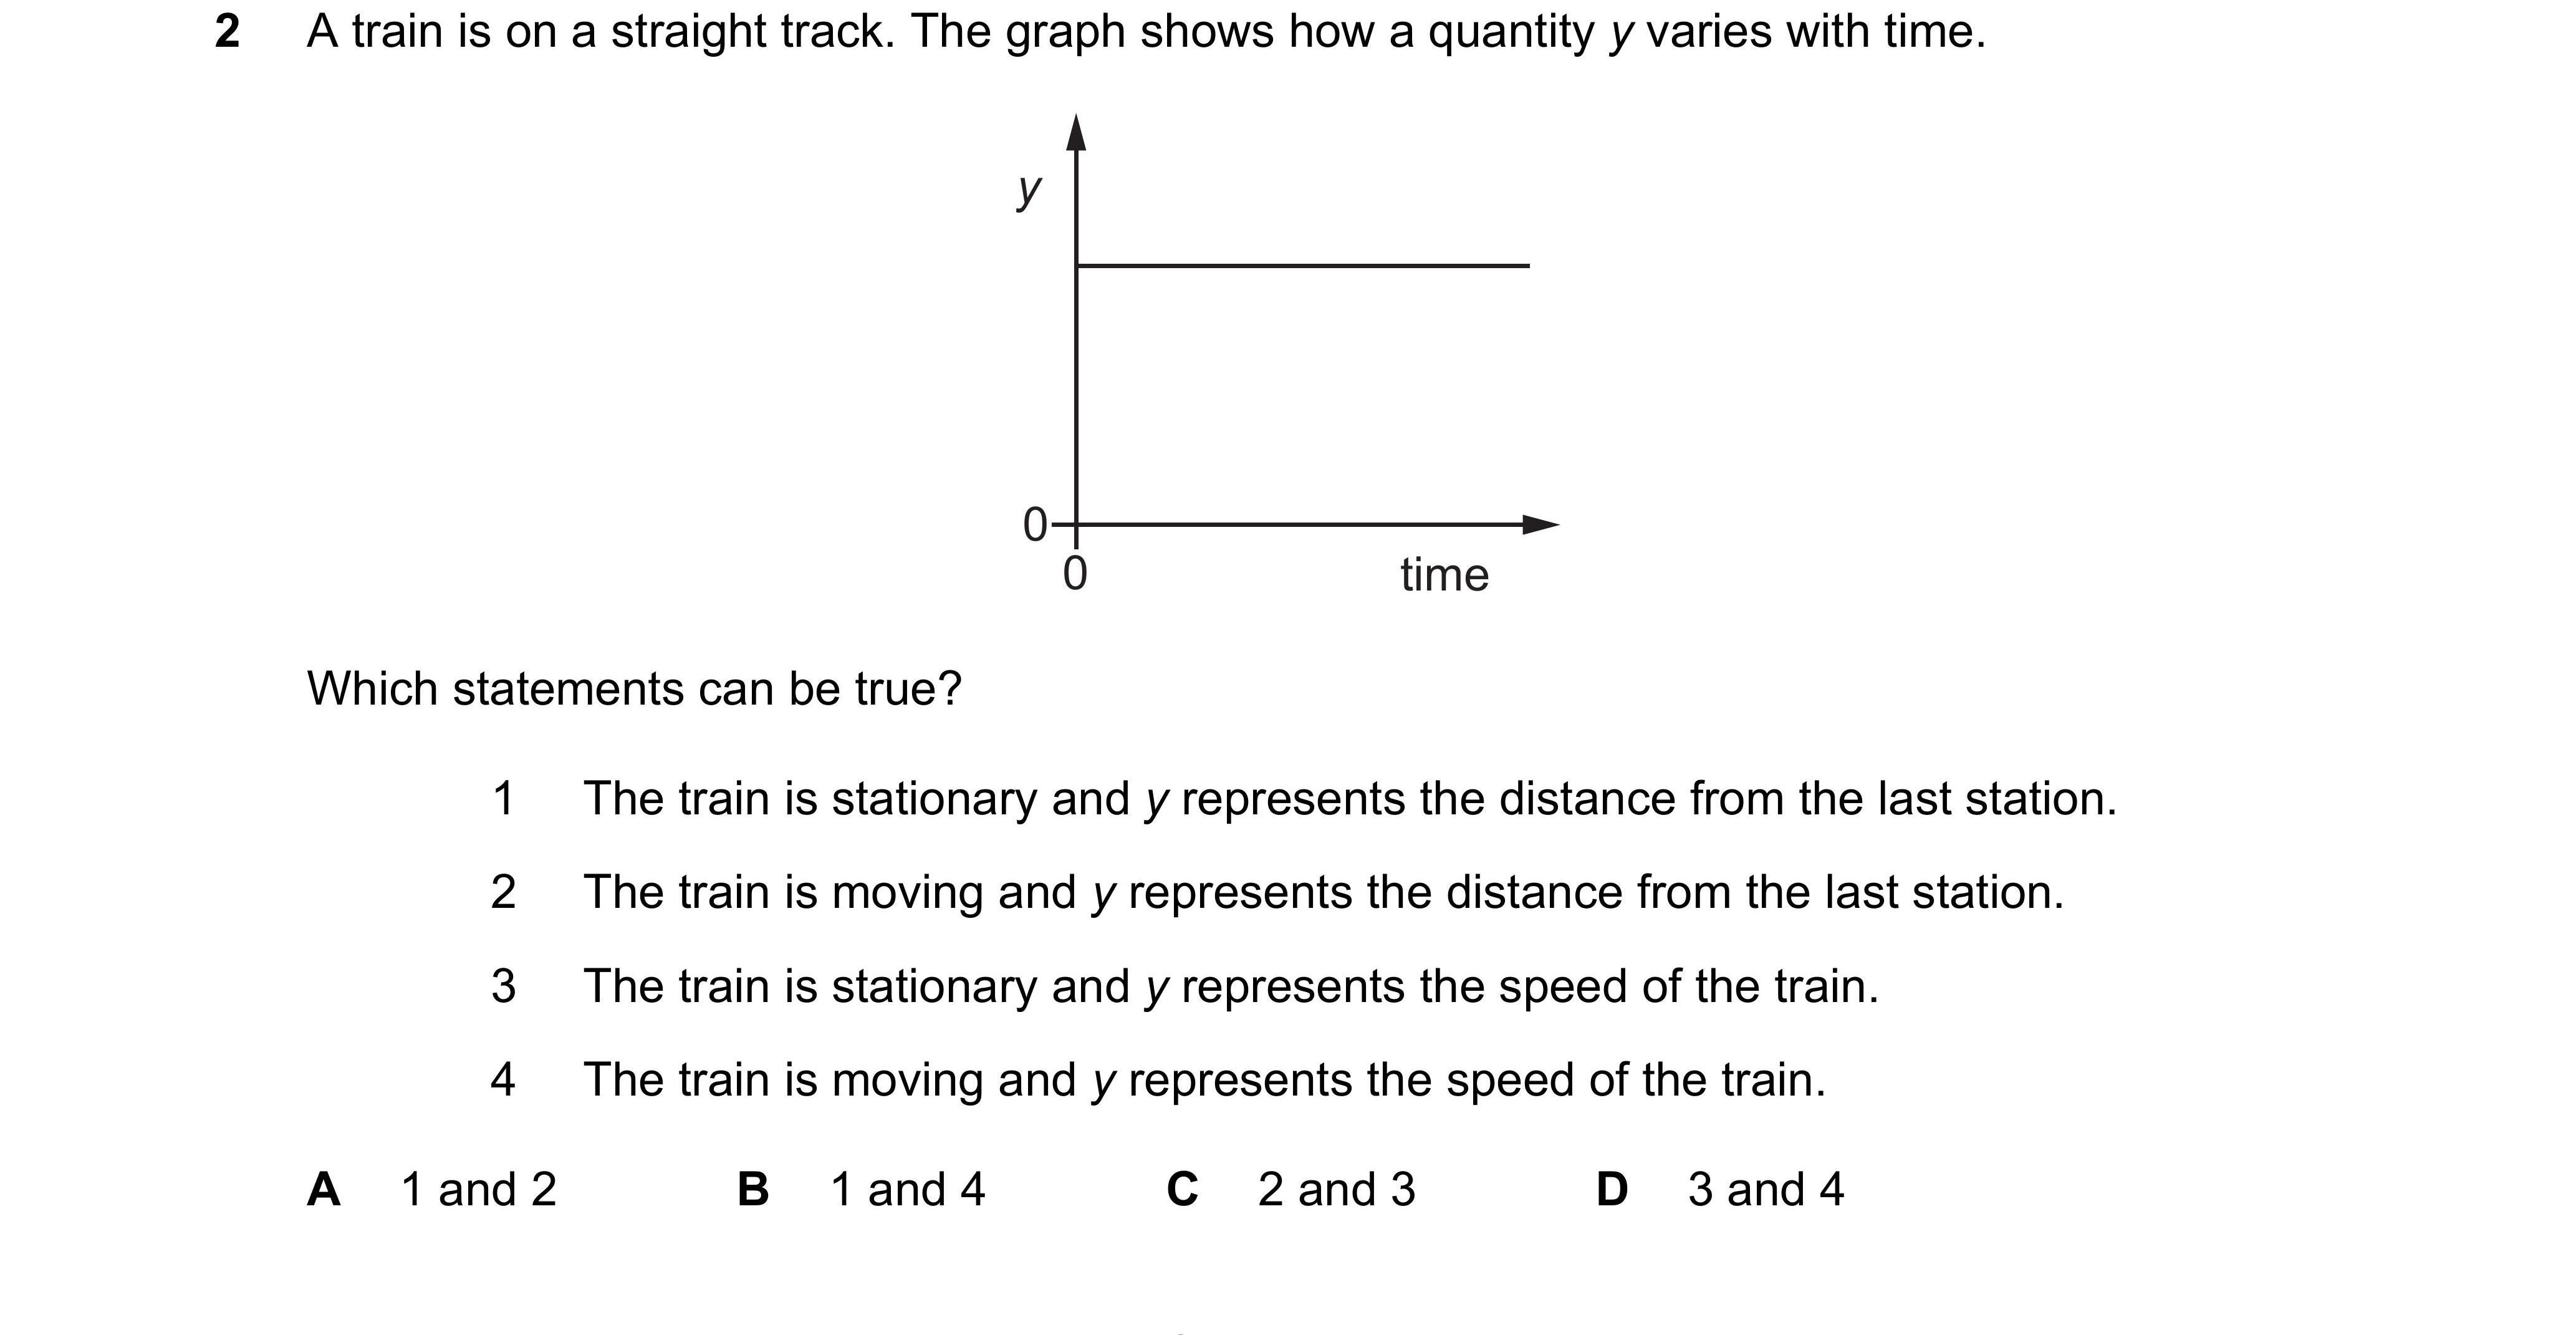 2 A train is on a straight track. The graph shows how a quantity y varies with time.
y
0
0
time
Which statements can be true?
1 The train is stationary and y represents the distance from the last station.
2 The train is moving and y represents the distance from the last station.
3 The train is stationary and y represents the speed of the train.
4 The train is moving and y represents the speed of the train.
A 1 and 2 B 1 and 4 C 2 and 3 D 3 and 4